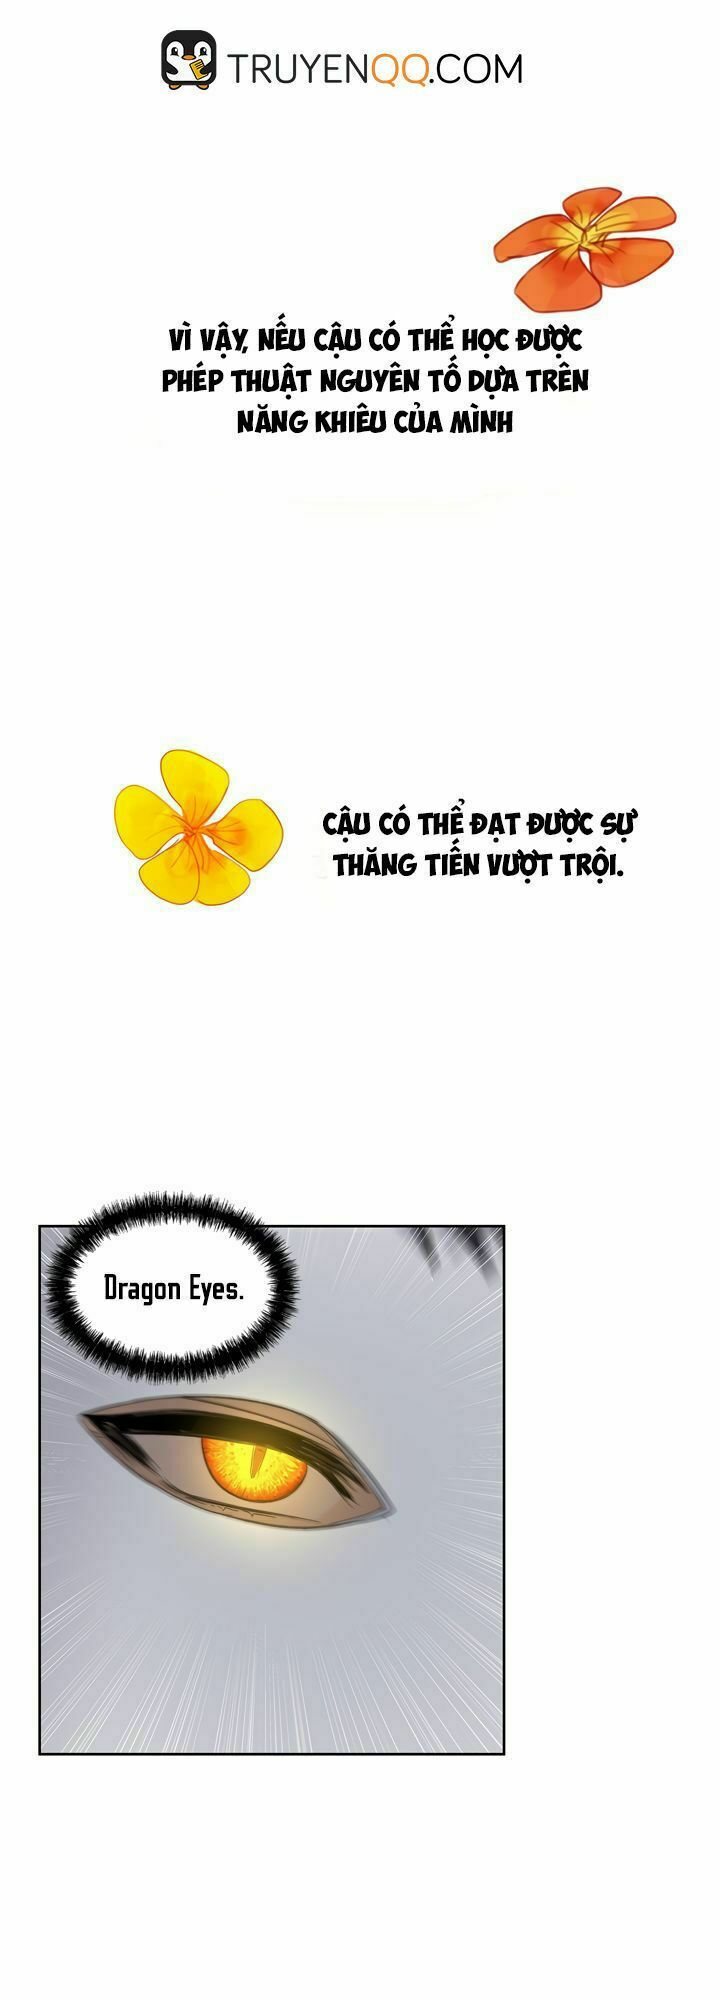 TRUYENQQ.COM
VÌ VẬY, NẾU CẬU CÓ THỂ HỌC ĐƯỢC
PHÉP THUẬT NGUYÊN TỐ DỰA TRÊN
NĂNG KHIÊU CỦA MÌNH
CẬU CÓ THỂ ĐẠT ĐƯỢC SỰ
THĂNG TIẾN VƯỢT TRỘI.
Dragon Eyes.